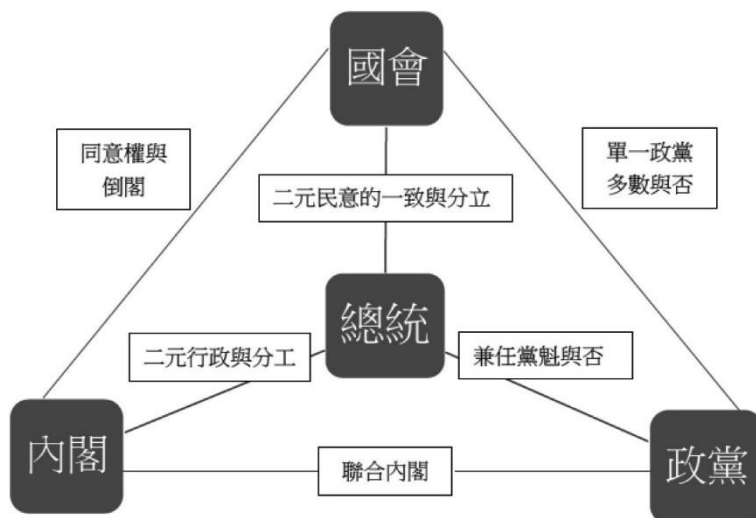 國會
同意權與
倒閣
單一政黨
多數與否
二元民意的一致與分立
總統
二元行政與分工
兼任黨魁與否
內閣
聯合內閣
政黨